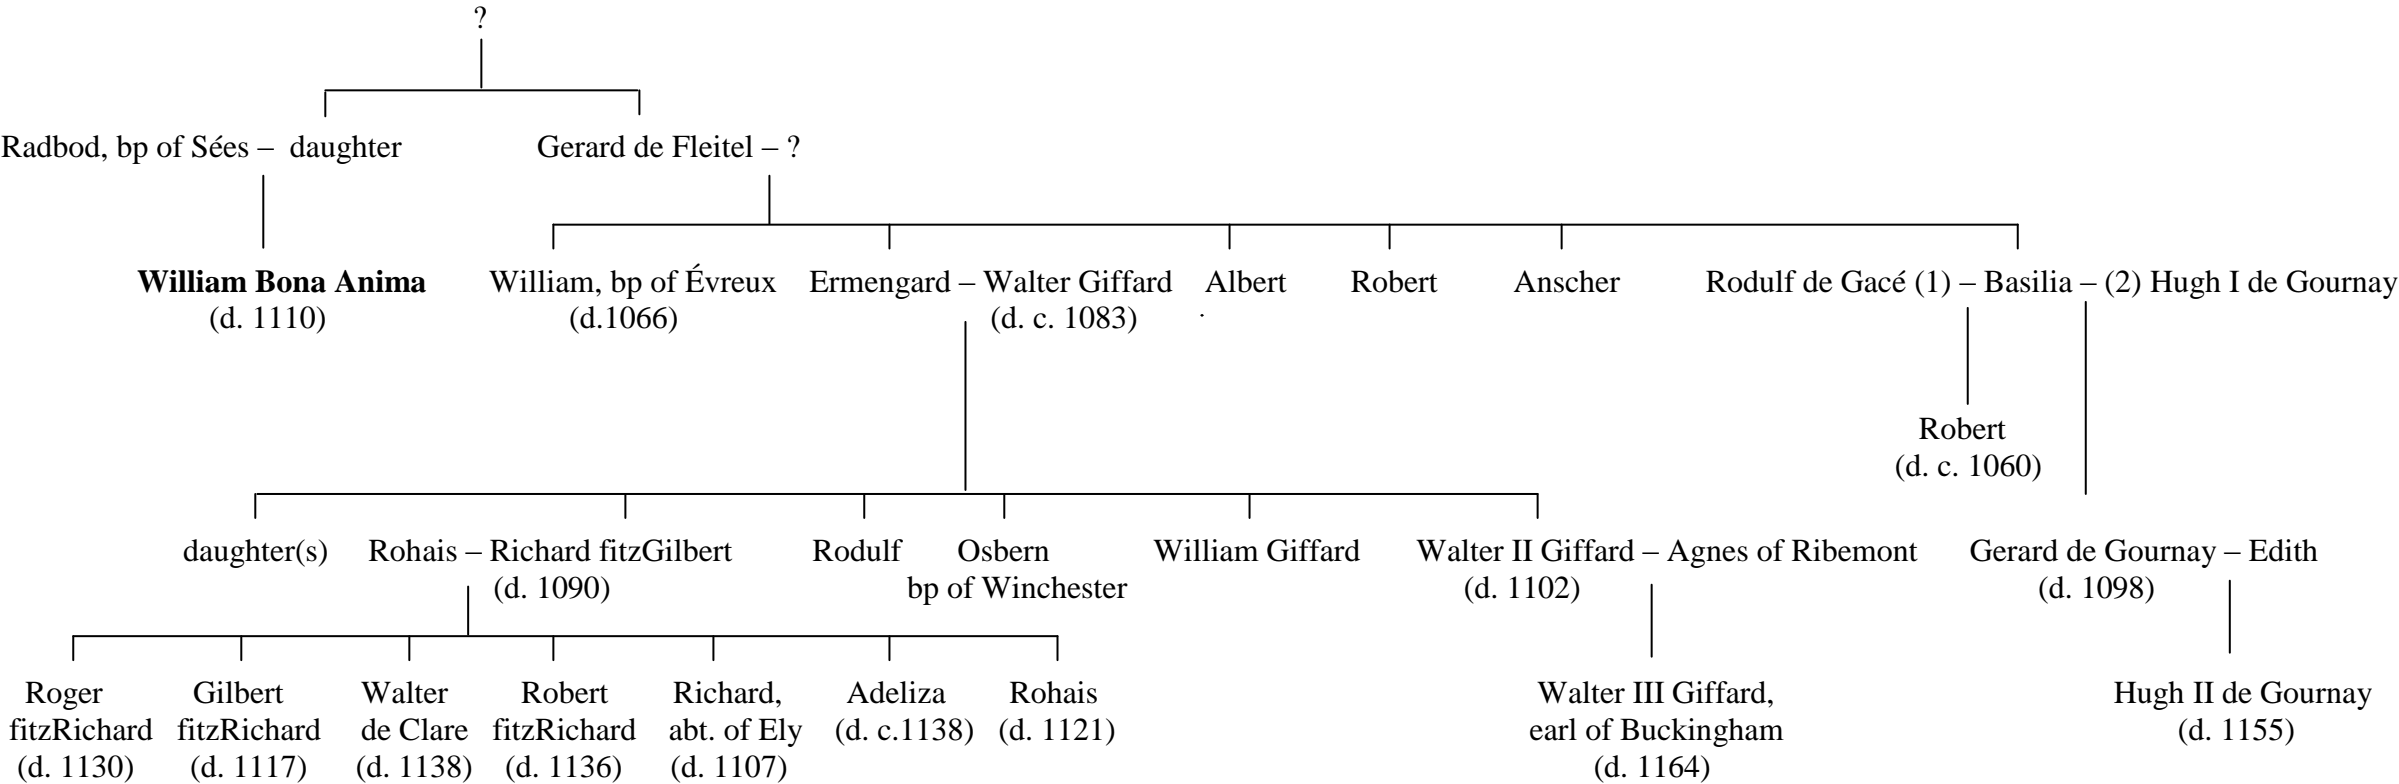 ?
Radbod, bp of Sées – daughter
Gerard de Fleitel – ?
William Bona Anima
(d. 1110)
William, bp of Évreux
(d.1066)
Ermengard – Walter Giffard
(d. c. 1083)
Albert
.
Robert
Anscher
Rodulf de Gacé (1) – Basilia – (2) Hugh I de Gournay
Robert
(d. c. 1060)
daughter(s)
Rohais – Richard fitzGilbert
(d. 1090)
Rodulf
Osbern
bp of Winchester
William Giffard
Walter II Giffard – Agnes of Ribemont
(d. 1102)
Gerard de Gournay – Edith
(d. 1098)
Roger
fitzRichard
(d. 1130)
Gilbert
fitzRichard
(d. 1117)
Walter
de Clare
(d. 1138)
Robert
fitzRichard
(d. 1136)
Richard,
abt. of Ely
(d. 1107)
Adeliza
(d. c.1138)
Rohais
(d. 1121)
Walter III Giffard,
earl of Buckingham
(d. 1164)
Hugh II de Gournay
(d. 1155)